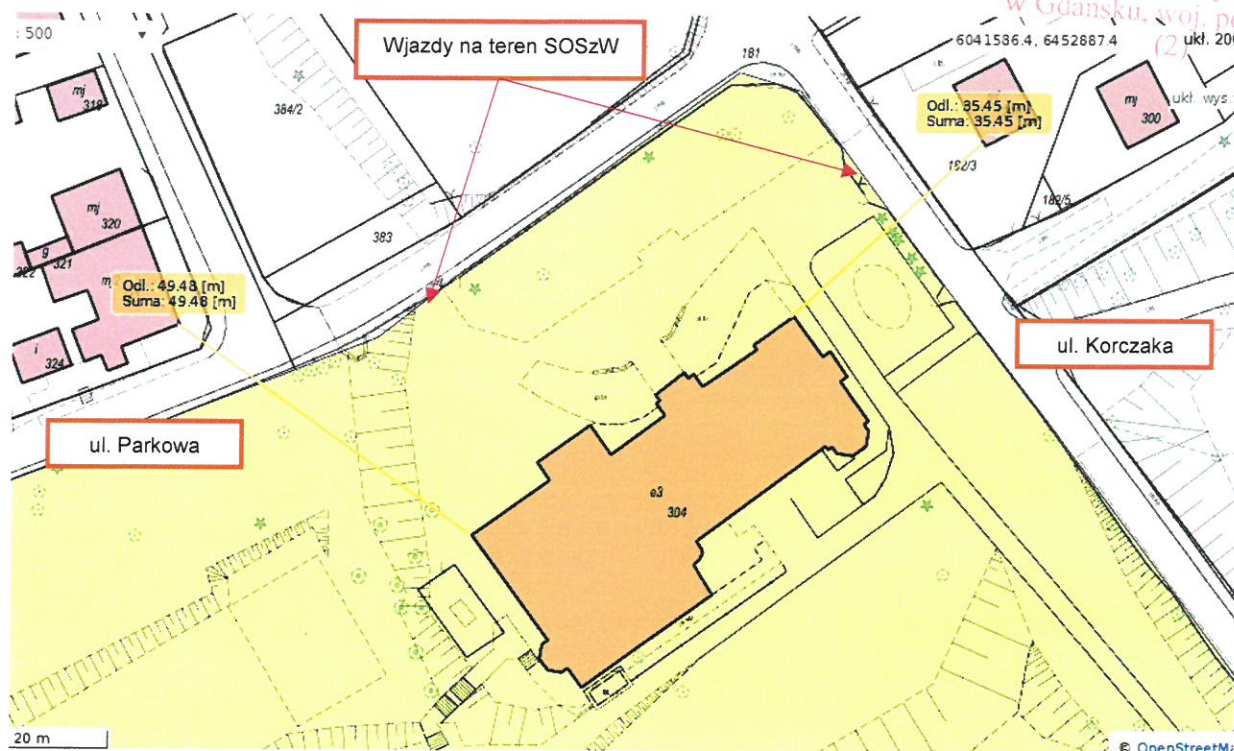 w Gdańsku, woj. po
: 500
6041586.4, 6452887.4
ukł. 200
(2)
Wjazdy na teren SOSzW
181
mj
318
384/2
Odl.: 35.45 [m]
Suma: 35.45 [m]
mj
300
ukł. wys.:
182/3
182/5
mj
320
383
g
321
322
mj
Odl.: 49.48 [m]
Suma: 49.48 [m]
i
324
ul. Korczaka
ul. Parkowa
e3
304
20 m
© OpenStreetMa